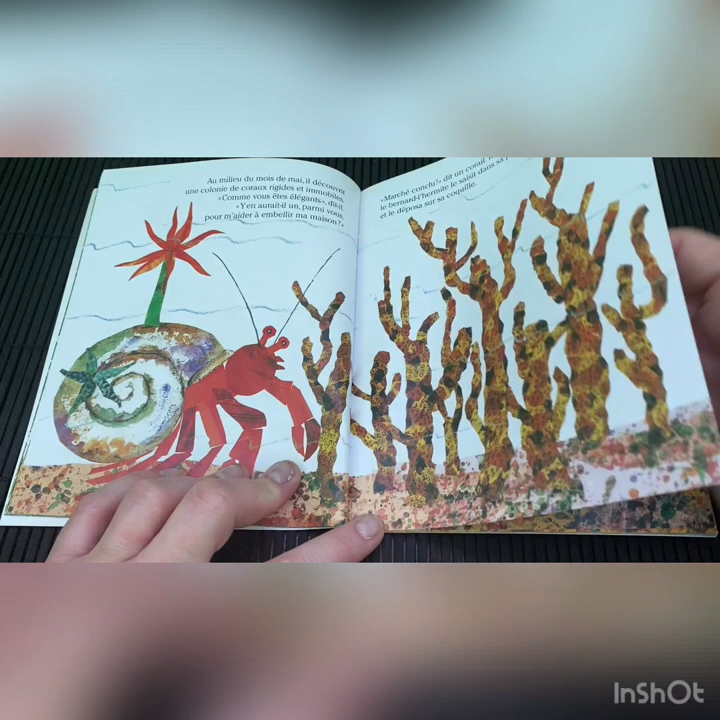 Au milieu du mois de mai, il découvre
une colonie de coraux rigides et immobiles.
«Comme vous êtes élégants», dit-il.
«Y en aurait-il un, parmi vous,
pour m'aider à embellir ma maison?»
«Marché conclu!» dit un corail,
le bernard-l'hermite le saisit dans sa
et le déposa sur sa coquille.
InShOt